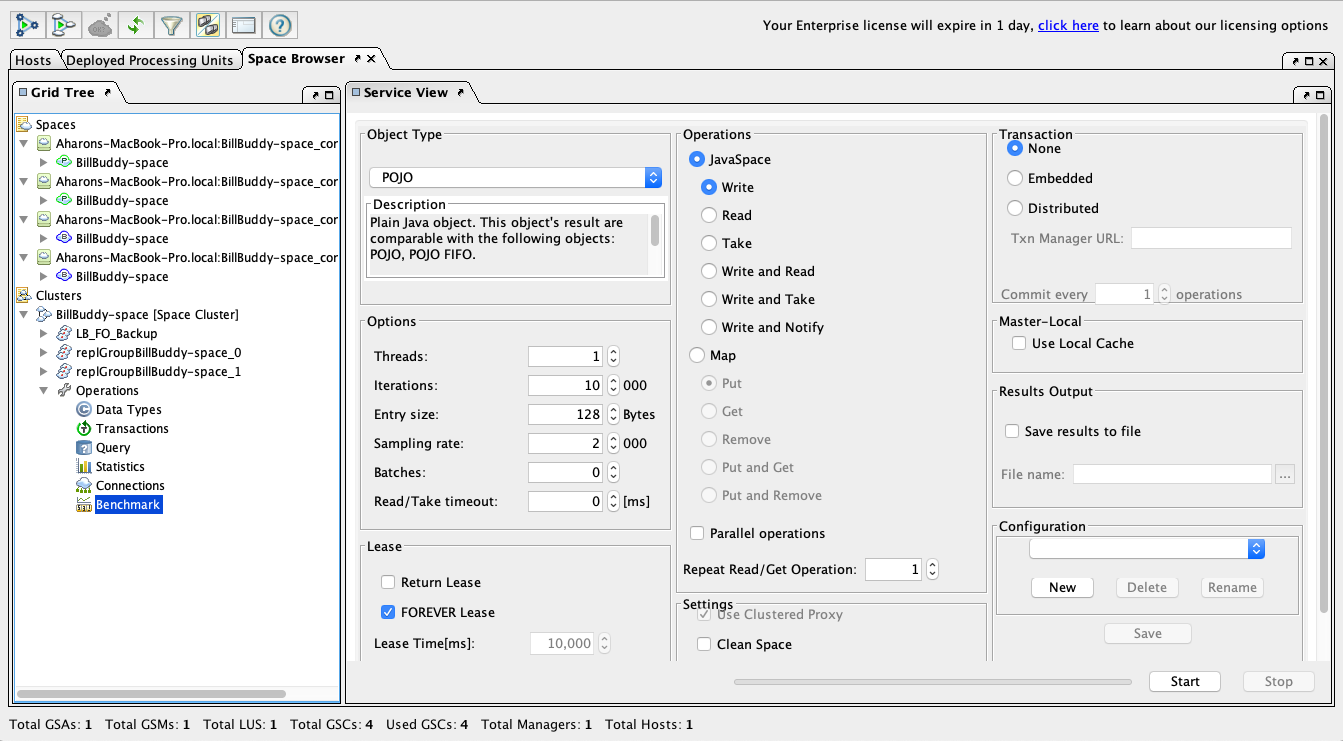 Your Enterprise license will expire in 1 day, click here to learn about our licensing options
Hosts
Deployed Processing Units
Space Browser
Grid Tree
Spaces
Aharons-MacBook-Pro.local:BillBuddy-space_cor
BillBuddy-space
Aharons-MacBook-Pro.local:BillBuddy-space_cor
BillBuddy-space
Aharons-MacBook-Pro.local:BillBuddy-space_cor
BillBuddy-space
Aharons-MacBook-Pro.local:BillBuddy-space_cor
BillBuddy-space
Clusters
BillBuddy-space [Space Cluster]
LB_FO_Backup
replGroupBillBuddy-space_0
replGroupBillBuddy-space_1
Operations
Data Types
Transactions
Query
Statistics
Connections
Benchmark
Service View
Object Type
POJO
Description
Plain Java object. This object's result are
comparable with the following objects:
POJO, POJO FIFO.
Options
Threads: 1
Iterations: 10 000
Entry size: 128 Bytes
Sampling rate: 2 000
Batches: 0
Read/Take timeout: 0 [ms]
Lease
Return Lease
FOREVER Lease
Lease Time[ms]: 10,000
Operations
JavaSpace
Write
Read
Take
Write and Read
Write and Take
Write and Notify
Map
Put
Get
Remove
Put and Get
Put and Remove
Parallel operations
Repeat Read/Get Operation: 1
Settings
Use Clustered Proxy
Clean Space
Transaction
None
Embedded
Distributed
Txn Manager URL:
Commit every 1 operations
Master-Local
Use Local Cache
Results Output
Save results to file
File name: ...
Configuration
New Delete Rename
Save
Start Stop
Total GSAs: 1 Total GSMs: 1 Total LUS: 1 Total GSCs: 4 Used GSCs: 4 Total Managers: 1 Total Hosts: 1